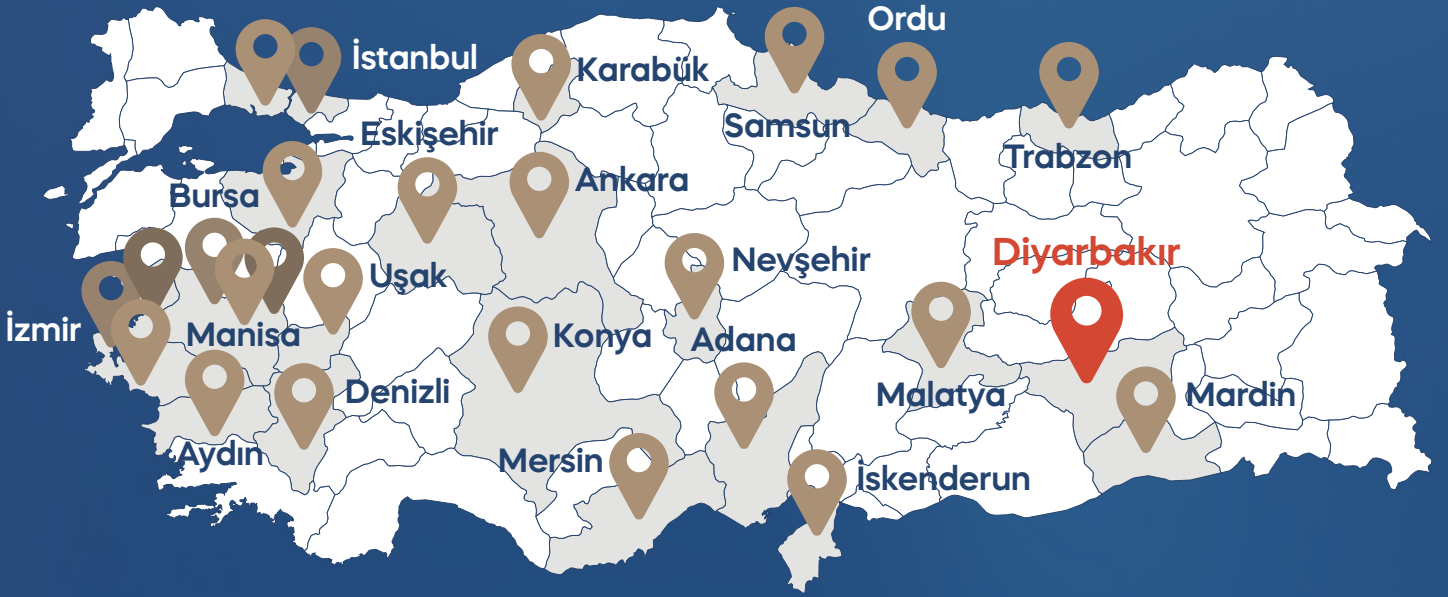 Ordu
İstanbul
Karabük
Samsun
Eskişehir
Trabzon
Ankara
Bursa
Diyarbakır
Nevşehir
Uşak
İzmir
Manisa
Konya
Adana
Denizli
Malatya
Mardin
Aydın
Mersin
İskenderun